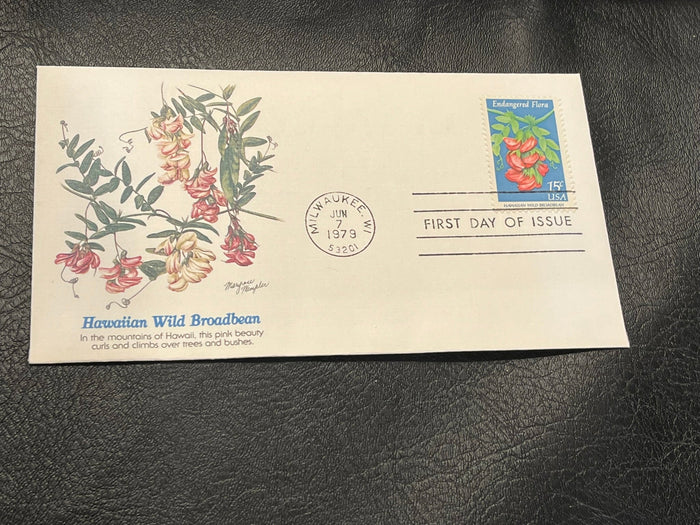 Endangered Flora
15c
USA
HAWAIIAN WILD BROADBEAN
MILWAUKEE, WI
JUN
7
1979
53201
FIRST DAY OF ISSUE
Hawaiian Wild Broadbean
In the mountains of Hawaii, this pink beauty
curls and climbs over trees and bushes.